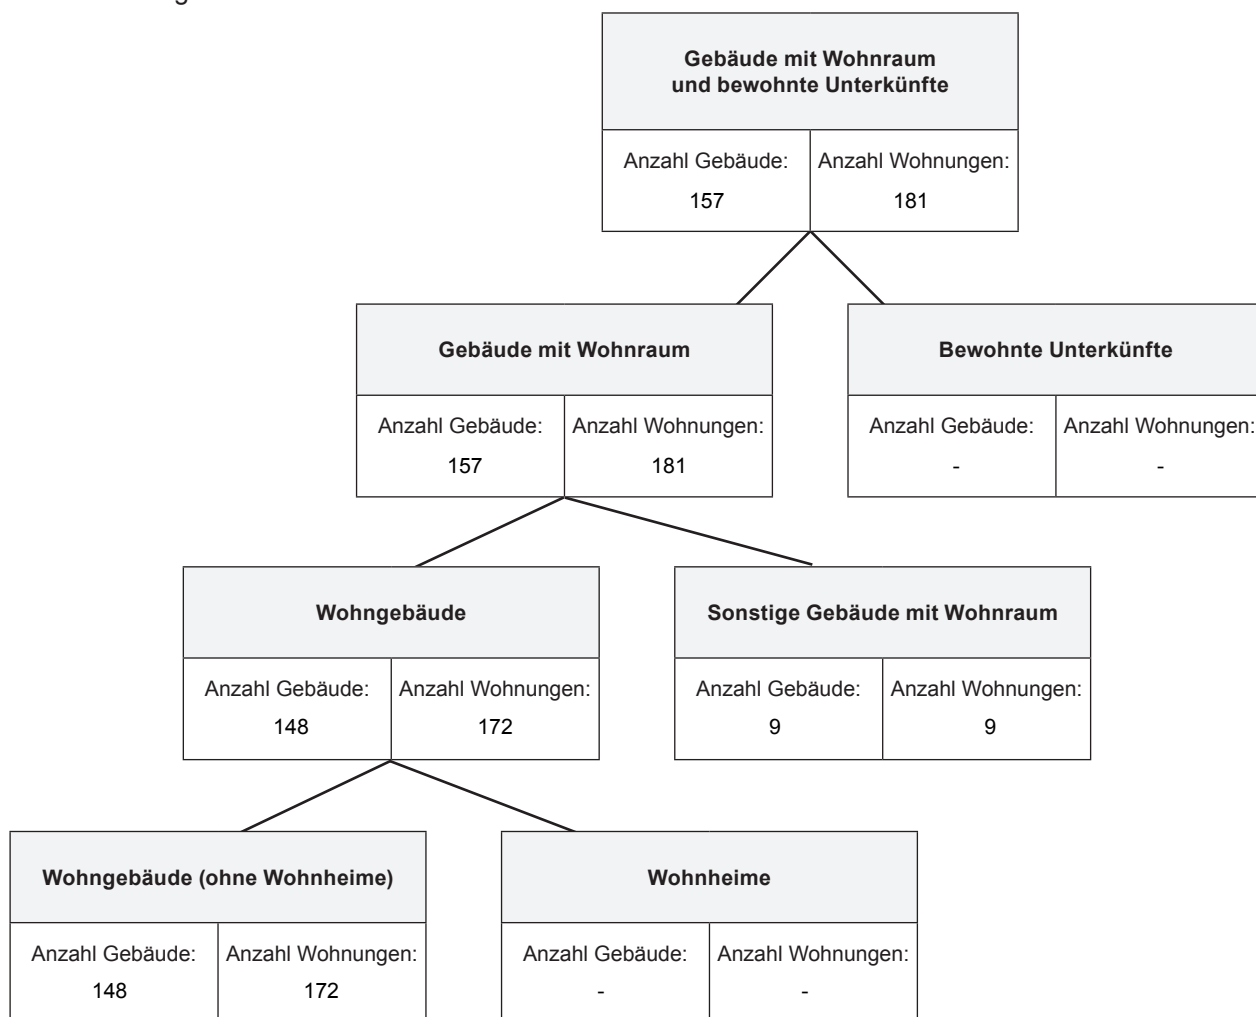 Gebäude mit Wohnraum
und bewohnte Unterkünfte
Anzahl Gebäude: Anzahl Wohnungen:
157 181
Gebäude mit Wohnraum
Anzahl Gebäude: Anzahl Wohnungen:
157 181
Bewohnte Unterkünfte
Anzahl Gebäude: Anzahl Wohnungen:
- -
Wohngebäude
Anzahl Gebäude: Anzahl Wohnungen:
148 172
Sonstige Gebäude mit Wohnraum
Anzahl Gebäude: Anzahl Wohnungen:
9 9
Wohngebäude (ohne Wohnheime)
Anzahl Gebäude: Anzahl Wohnungen:
148 172
Wohnheime
Anzahl Gebäude: Anzahl Wohnungen:
- -